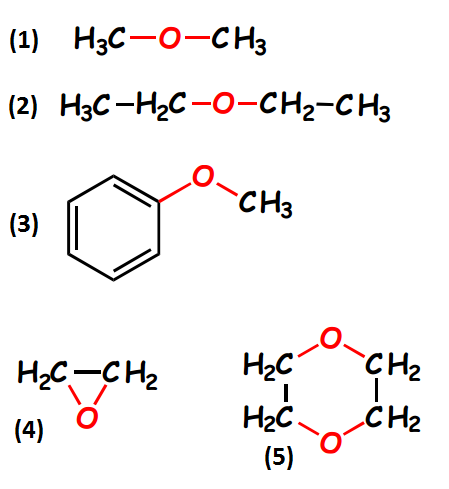 (1) H₃C—O—CH₃
(2) H₃C—H₂C—O—CH₂—CH₃
O
(3) CH₃
H₂C—CH₂
O
(4)
O
H₂C CH₂
H₂C CH₂
O
(5)